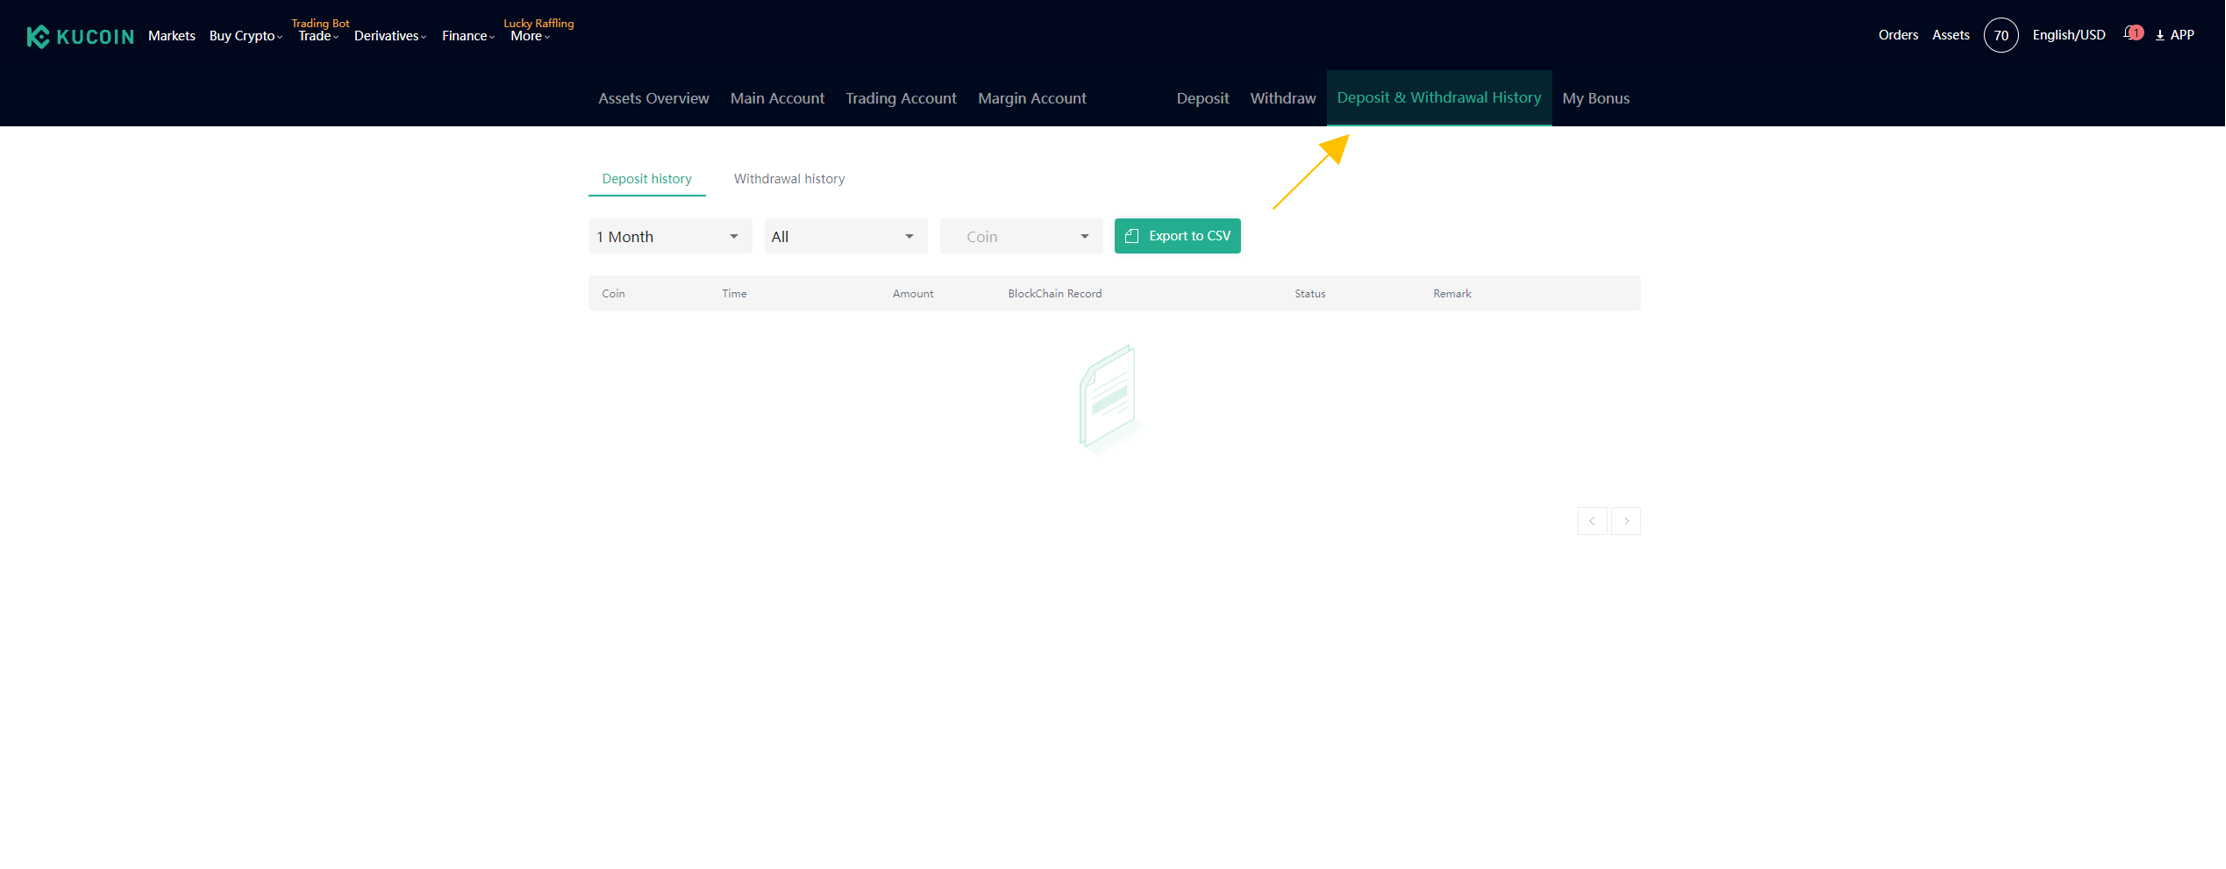 Trading Bot Lucky Raffling
KUCOIN Markets Buy Crypto Trade Derivatives Finance More Orders Assets 70 English/USD 1 APP
Assets Overview Main Account Trading Account Margin Account Deposit Withdraw Deposit & Withdrawal History My Bonus
Deposit history Withdrawal history
1 Month All Coin Export to CSV
Coin Time Amount BlockChain Record Status Remark